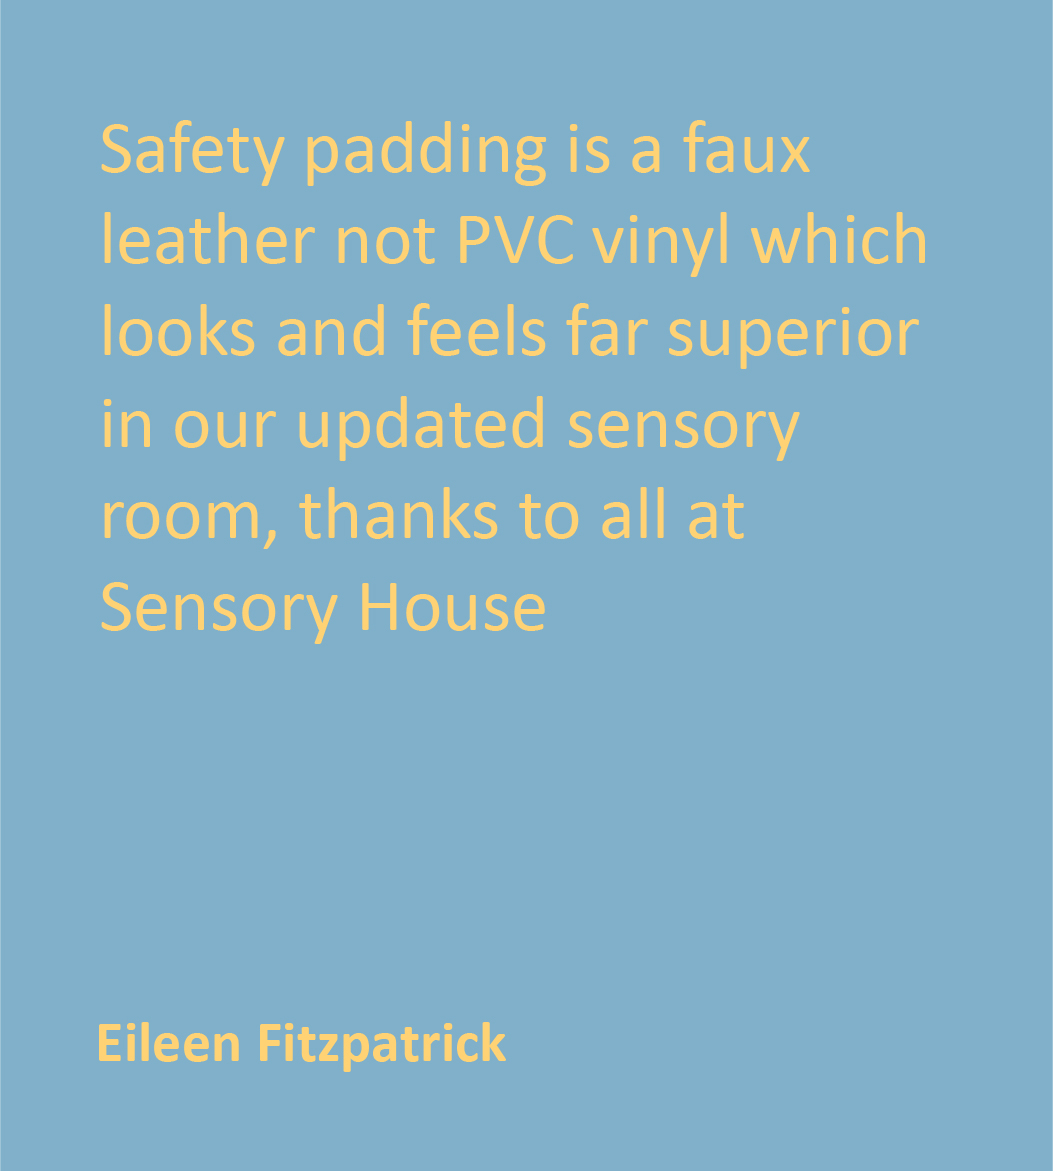 Safety padding is a faux
leather not PVC vinyl which
looks and feels far superior
in our updated sensory
room, thanks to all at
Sensory House
Eileen Fitzpatrick